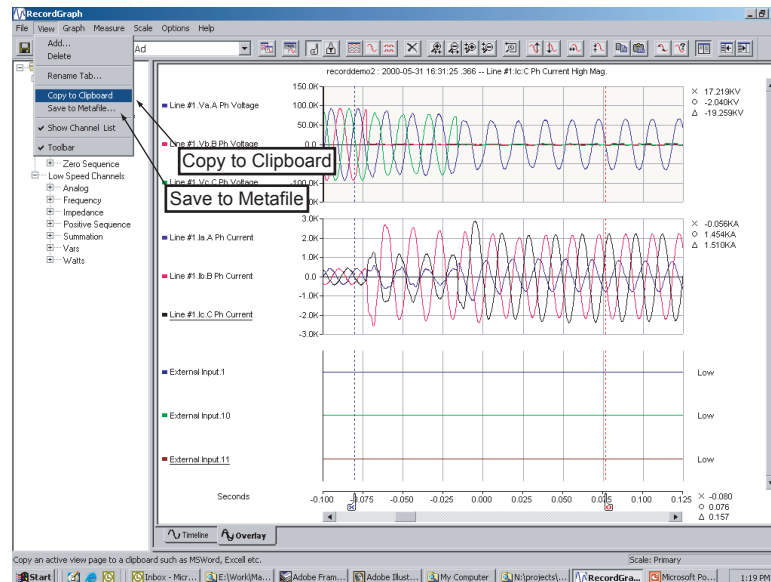 RecordGraph
File View Graph Measure Scale Options Help
Add...
Delete
Rename Tab...
Copy to Clipboard
Save to Metafile...
Show Channel List
Toolbar
Ad
Copy to Clipboard
Save to Metafile
Zero Sequence
Low Speed Channels
Analog
Frequency
Impedance
Positive Sequence
Summation
Vars
Watts
recorddemo2 : 2000-05-31 16:31:25 .366 -- Line #1:Ic:C Ph Current High Mag.
150.0K
Line #1.Va.A Ph Voltage
100.0K
50.0K
Line #1.Vb.B Ph Voltage
0.0
Line #1.Vc.C Ph Voltage
-100.0K
X 17.219KV
O -2.040KV
Δ -19.259KV
3.0K
2.0K
Line #1.Ia.A Ph Current
1.0K
Line #1.Ib.B Ph Current
0.0
-1.0K
Line #1.Ic.C Ph Current
-2.0K
-3.0K
X -0.056KA
O 1.454KA
Δ 1.510KA
External Input.1
Low
External Input.10
External Input.11
Low
Seconds
-0.100 -0.075 -0.050 -0.025 0.000 0.025 0.050 0.100 0.125
X -0.080
O 0.076
Δ 0.157
Timeline Overlay
Copy an active view page to a clipboard such as MSWord, Excell etc.
Scale: Primary
Start
Inbox - Micr...
E:\Work\Ma...
Adobe Fram...
Adobe Illust...
My Computer
N:\projects\...
RecordGra...
Microsoft Po...
1:19 PM